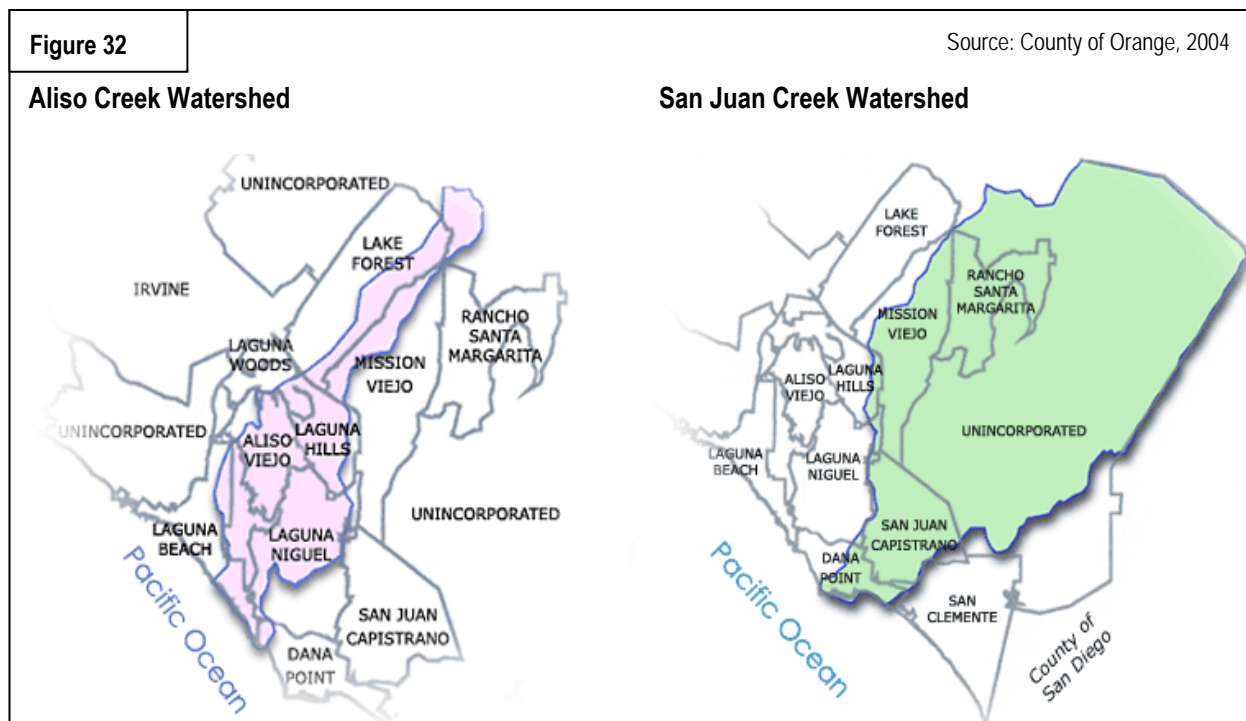 Figure 32
Source: County of Orange, 2004
Aliso Creek Watershed
UNINCORPORATED
LAKE
FOREST
IRVINE
RANCHO
SANTA
MARGARITA
LAGUNA
WOODS
MISSION
VIEJO
UNINCORPORATED
ALISO
VIEJO
LAGUNA
HILLS
UNINCORPORATED
LAGUNA
BEACH
LAGUNA
NIGUEL
Pacific Ocean
SAN JUAN
CAPISTRANO
DANA
POINT
San Juan Creek Watershed
LAKE
FOREST
RANCHO
SANTA
MARGARITA
MISSION
VIEJO
ALISO
VIEJO
LAGUNA
HILLS
UNINCORPORATED
LAGUNA
BEACH
LAGUNA
NIGUEL
SAN JUAN
CAPISTRANO
DANA
POINT
Pacific Ocean
SAN
CLEMENTE
County of
San Diego